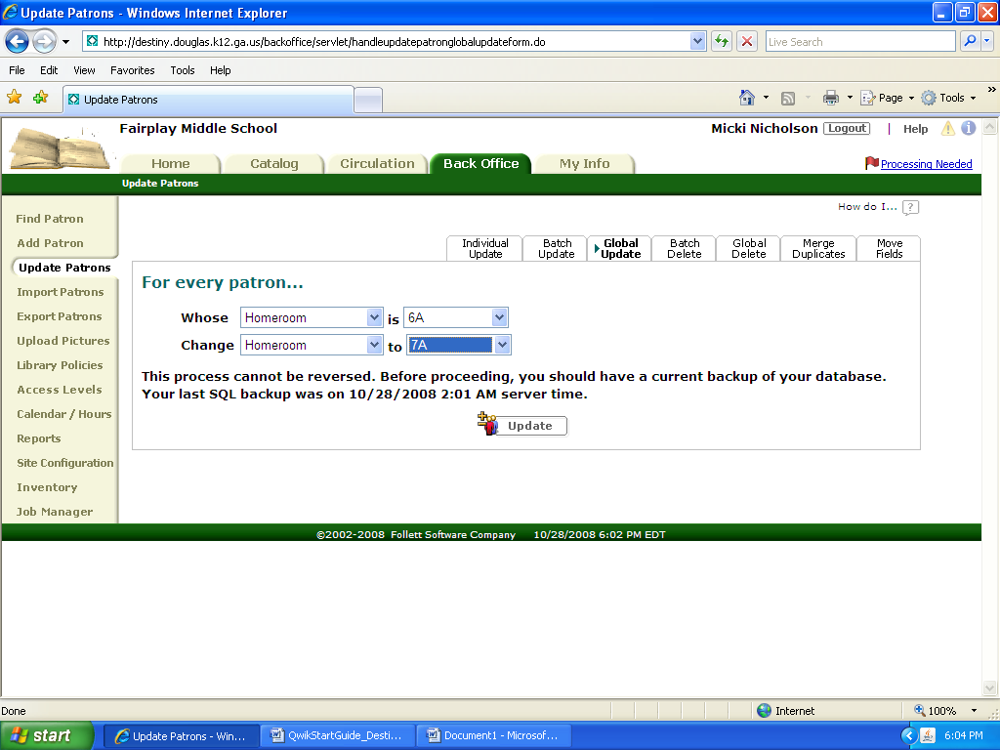 Update Patrons - Windows Internet Explorer
http://destiny.douglas.k12.ga.us/backoffice/servlet/handleupdatepatronglobalupdateform.do
Live Search
File Edit View Favorites Tools Help
Update Patrons
Page Tools »
Fairplay Middle School
Micki Nicholson Logout | Help
Home Catalog Circulation Back Office My Info
Processing Needed
Update Patrons
How do I... ?
Find Patron
Add Patron
Update Patrons
Import Patrons
Export Patrons
Upload Pictures
Library Policies
Access Levels
Calendar / Hours
Reports
Site Configuration
Inventory
Job Manager
Individual Update
Batch Update
Global Update
Batch Delete
Global Delete
Merge Duplicates
Move Fields
For every patron...
Whose Homeroom is 6A
Change Homeroom to 7A
This process cannot be reversed. Before proceeding, you should have a current backup of your database.
Your last SQL backup was on 10/28/2008 2:01 AM server time.
Update
©2002-2008 Follett Software Company 10/28/2008 6:02 PM EDT
Done
Internet
100%
start
Update Patrons - Win...
QwikStartGuide_Desti...
Document1 - Microsof...
6:04 PM